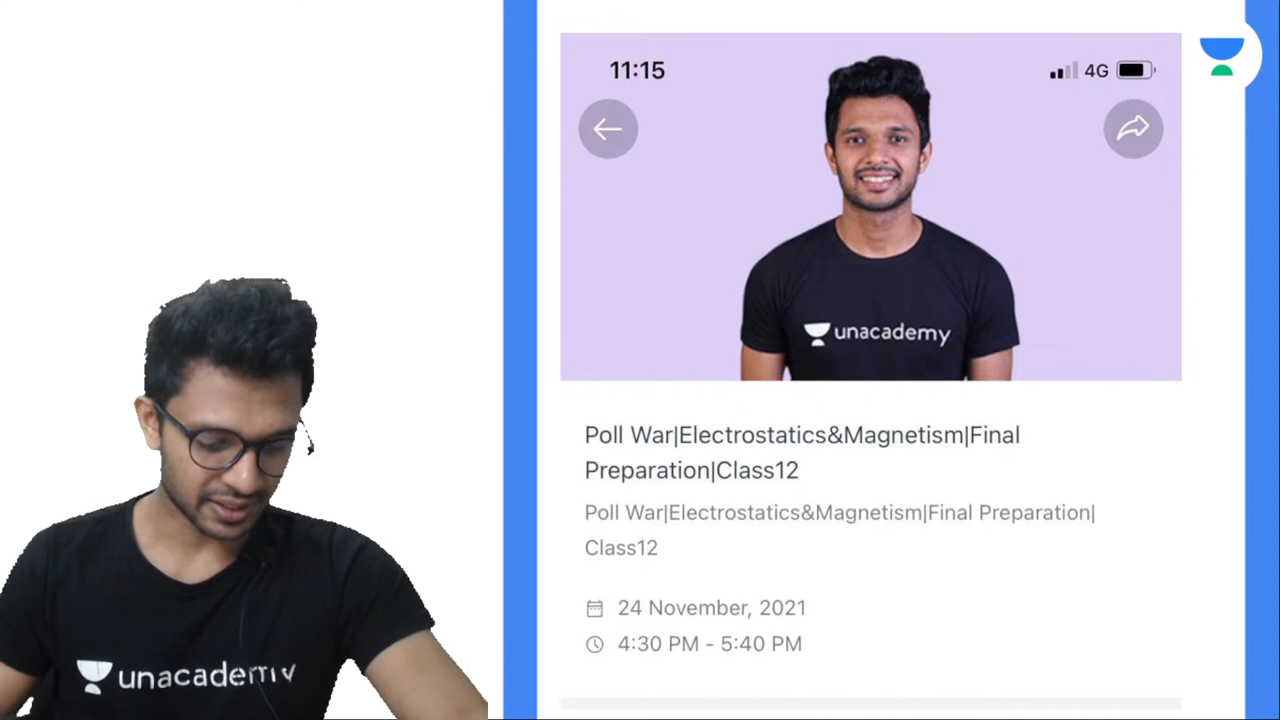 11:15
4G
unacademy
Poll War|Electrostatics&Magnetism|Final
Preparation|Class12
Poll War|Electrostatics&Magnetism|Final Preparation|
Class12
24 November, 2021
4:30 PM - 5:40 PM
unacademy